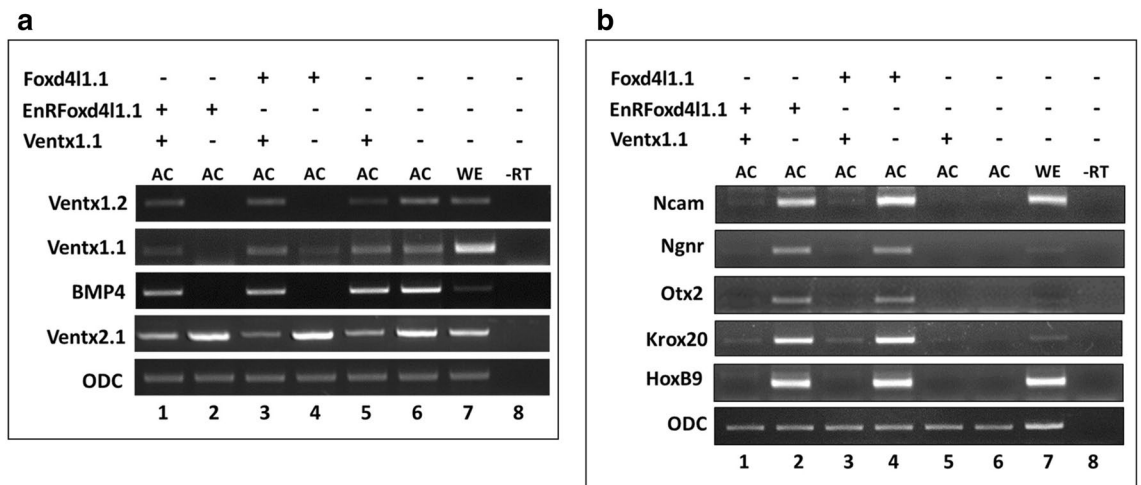 a
Foxd4l1.1 - - + + - - - -
EnRFoxd4l1.1 + + - - - - - -
Ventx1.1 + - + - + - - -
AC AC AC AC AC AC WE -RT
Ventx1.2
Ventx1.1
BMP4
Ventx2.1
ODC
1 2 3 4 5 6 7 8
b
Foxd4l1.1 - - + + - - - -
EnRFoxd4l1.1 + + - - - - - -
Ventx1.1 + - + - + - - -
AC AC AC AC AC AC WE -RT
Ncam
Ngnr
Otx2
Krox20
HoxB9
ODC
1 2 3 4 5 6 7 8